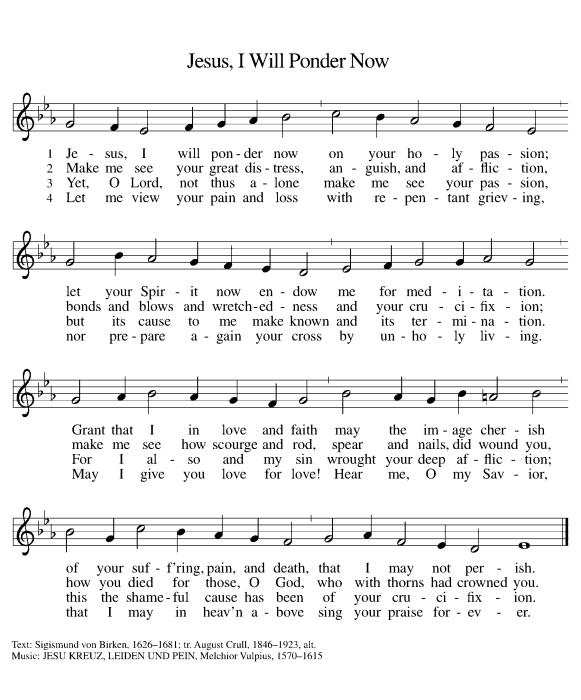 Jesus, I Will Ponder Now
1 Je - sus, I will pon - der now on your ho - ly pas - sion;
2 Make me see your great dis - tress, an - guish, and af - flic - tion,
3 Yet, O Lord, not thus a - lone make me see your pas - sion,
4 Let me view your pain and loss with re - pen - tant griev - ing,
let your Spir - it now en - dow me for med - i - ta - tion.
bonds and blows and wretch - ed - ness and your cru - ci - fix - ion;
but its cause to me make known and its ter - mi - na - tion.
nor pre - pare a - gain your cross by un - ho - ly liv - ing.
Grant that I in love and faith may the im - age cher - ish
make me see how scourge and rod, spear and nails, did wound you,
For I al - so and my sin wrought your deep af - flic - tion;
May I give you love for love! Hear me, O my Sav - ior,
of your suf - f'ring, pain, and death, that I may not per - ish.
how you died for those, O God, who with thorns had crowned you.
this the shame - ful cause has been of your cru - ci - fix - ion.
that I may in heav'n a - bove sing your praise for - ev - er.
Text: Sigismund von Birken, 1626–1681; tr. August Crull, 1846–1923, alt.
Music: JESU KREUZ, LEIDEN UND PEIN, Melchior Vulpius, 1570–1615